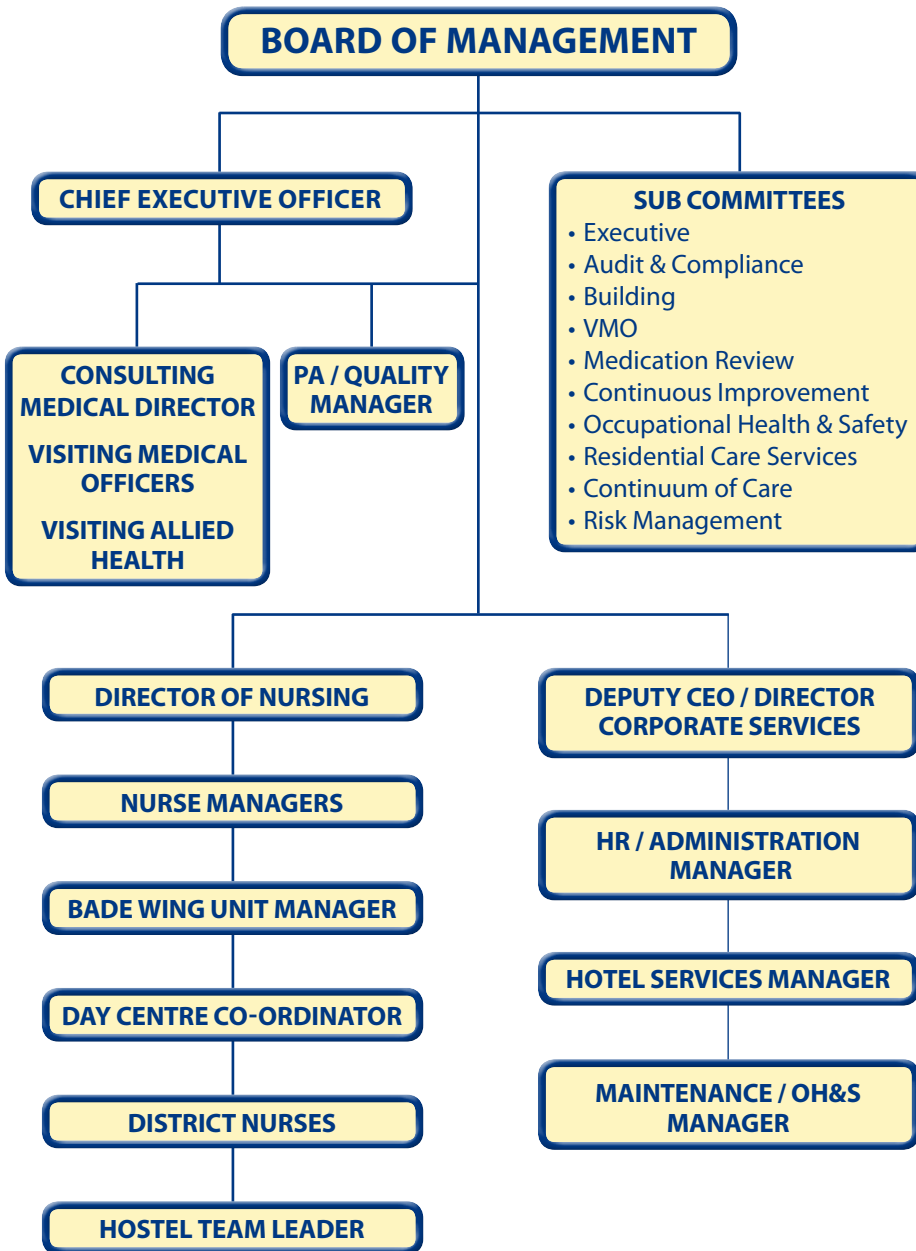 BOARD OF MANAGEMENT
CHIEF EXECUTIVE OFFICER
SUB COMMITTEES
• Executive
• Audit & Compliance
• Building
• VMO
• Medication Review
• Continuous Improvement
• Occupational Health & Safety
• Residential Care Services
• Continuum of Care
• Risk Management
CONSULTING
MEDICAL DIRECTOR
VISITING MEDICAL
OFFICERS
VISITING ALLIED
HEALTH
PA / QUALITY
MANAGER
DIRECTOR OF NURSING
NURSE MANAGERS
BADE WING UNIT MANAGER
DAY CENTRE CO-ORDINATOR
DISTRICT NURSES
HOSTEL TEAM LEADER
DEPUTY CEO / DIRECTOR
CORPORATE SERVICES
HR / ADMINISTRATION
MANAGER
HOTEL SERVICES MANAGER
MAINTENANCE / OH&S
MANAGER